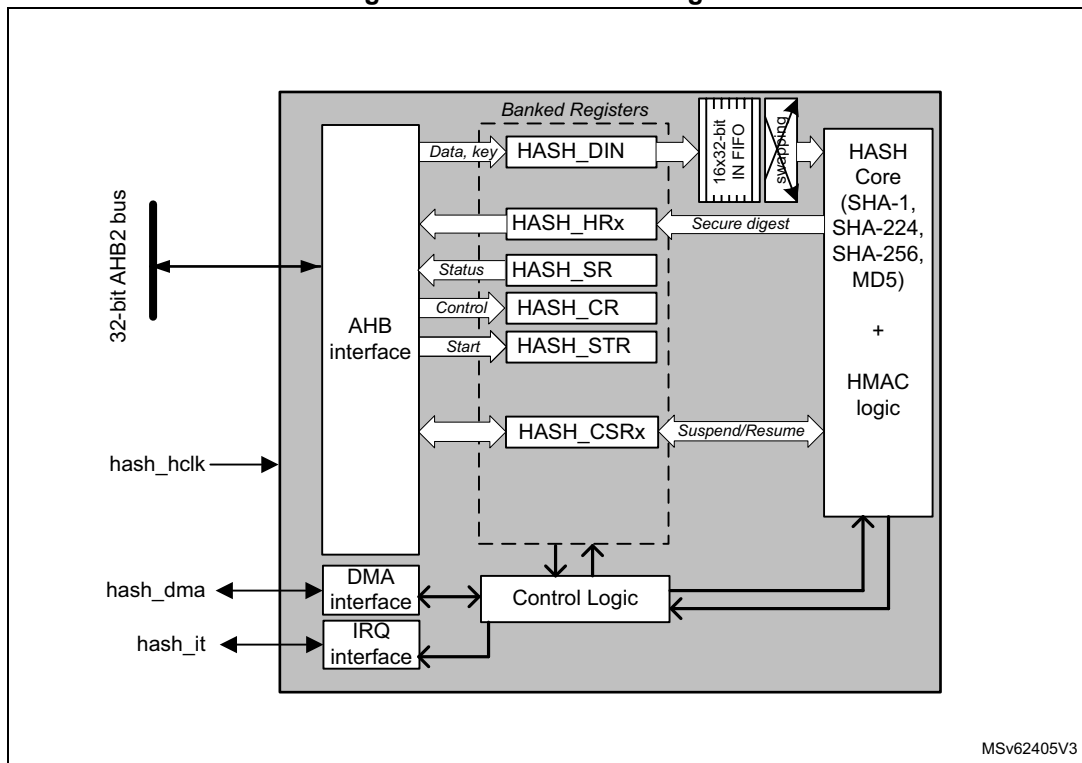 Banked Registers
32-bit AHB2 bus
AHB
interface
Data, key
HASH_DIN
16x32-bit
IN FIFO
swapping
HASH
Core
(SHA-1,
SHA-224,
SHA-256,
MD5)
+
HMAC
logic
HASH_HRx
Secure digest
Status
HASH_SR
Control
HASH_CR
Start
HASH_STR
HASH_CSRx
Suspend/Resume
hash_hclk
hash_dma
DMA
interface
Control Logic
hash_it
IRQ
interface
MSv62405V3